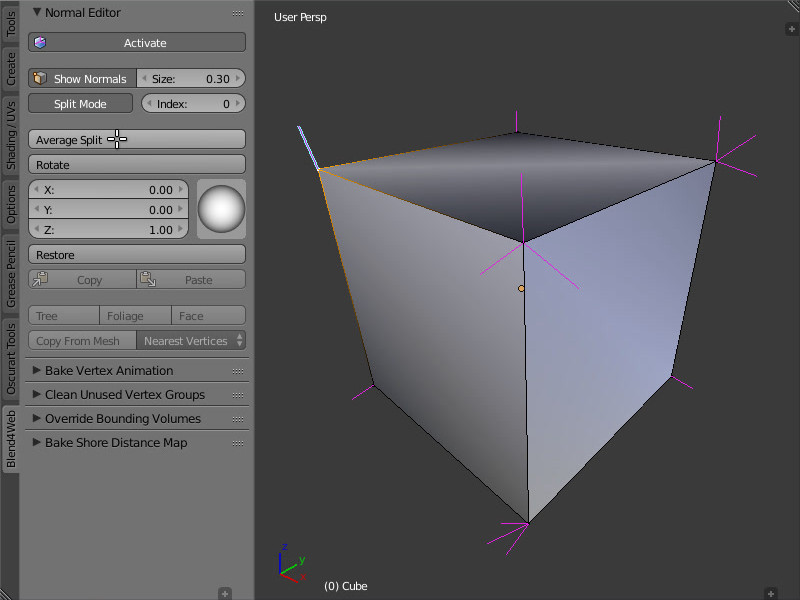 Tools
Create
Shading / UVs
Options
Grease Pencil
Oscurart Tools
Blend4Web
Normal Editor
Activate
Show Normals Size: 0.30
Split Mode Index: 0
Average Split
Rotate
X: 0.00
Y: 0.00
Z: 1.00
Restore
Copy Paste
Tree Foliage Face
Copy From Mesh Nearest Vertices
Bake Vertex Animation
Clean Unused Vertex Groups
Override Bounding Volumes
Bake Shore Distance Map
User Persp
z
y
x
(0) Cube